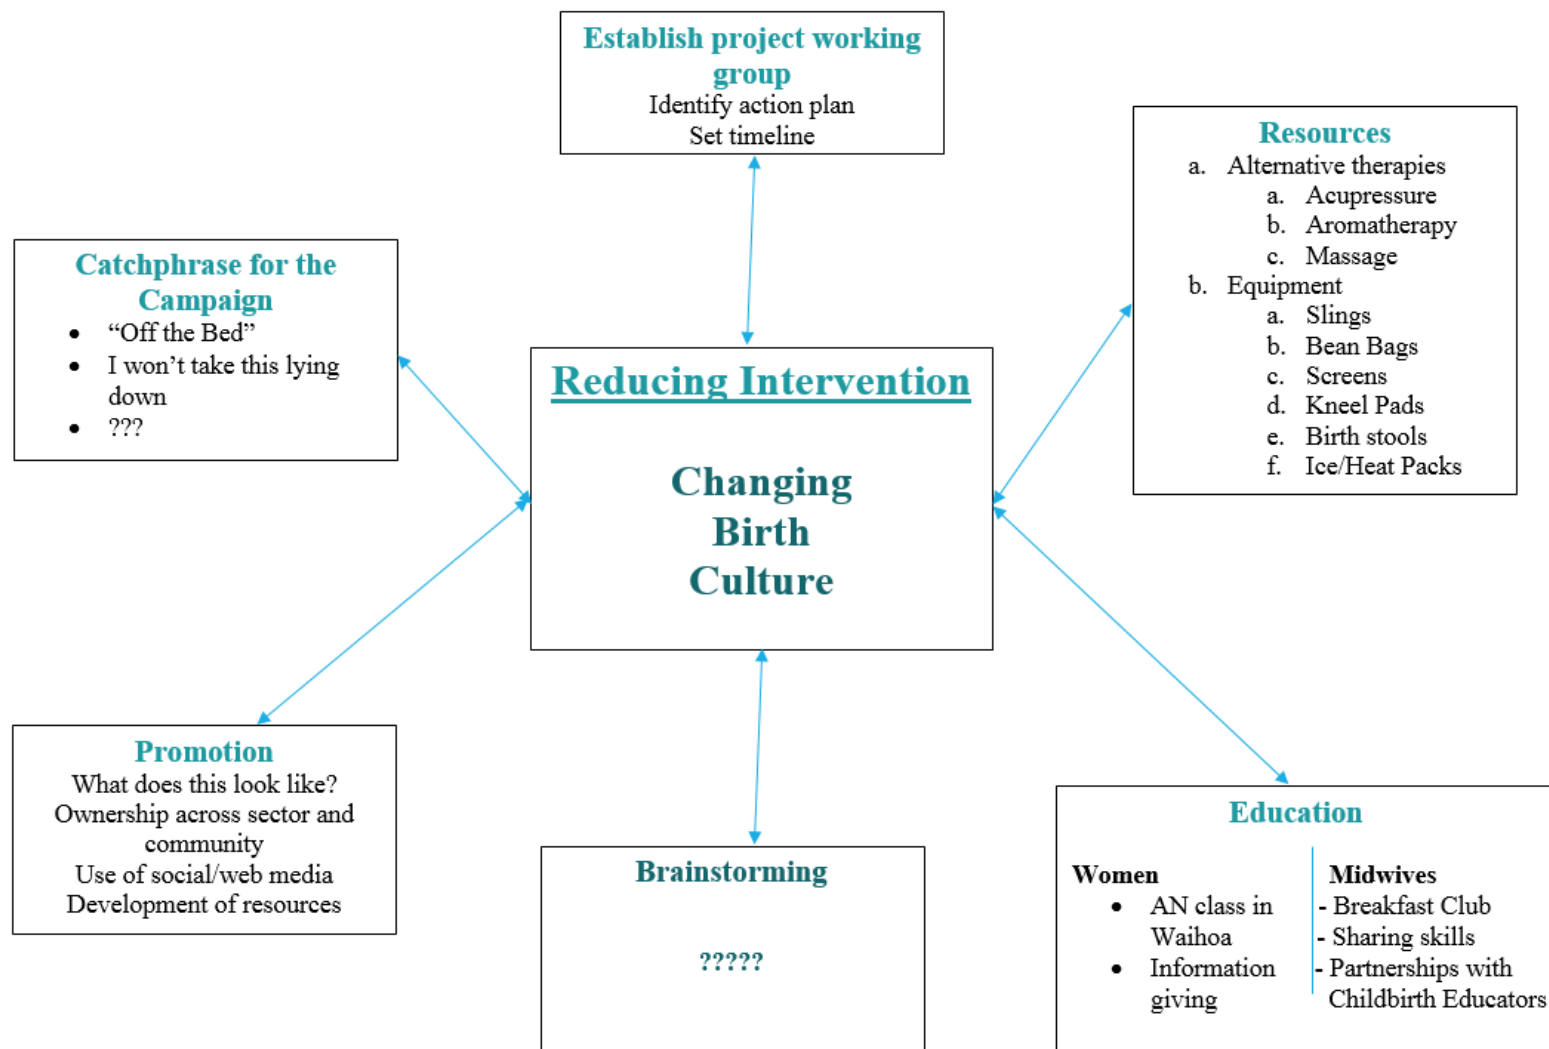 Establish project working
group
Identify action plan
Set timeline
Resources
a. Alternative therapies
a. Acupressure
b. Aromatherapy
c. Massage
b. Equipment
a. Slings
b. Bean Bags
c. Screens
d. Kneel Pads
e. Birth stools
f. Ice/Heat Packs
Catchphrase for the
Campaign
• “Off the Bed”
• I won’t take this lying
down
• ???
Reducing Intervention
Changing
Birth
Culture
Promotion
What does this look like?
Ownership across sector and
community
Use of social/web media
Development of resources
Brainstorming
?????
Education
Women
• AN class in
Waihoa
• Information
giving
Midwives
- Breakfast Club
- Sharing skills
- Partnerships with
Childbirth Educators